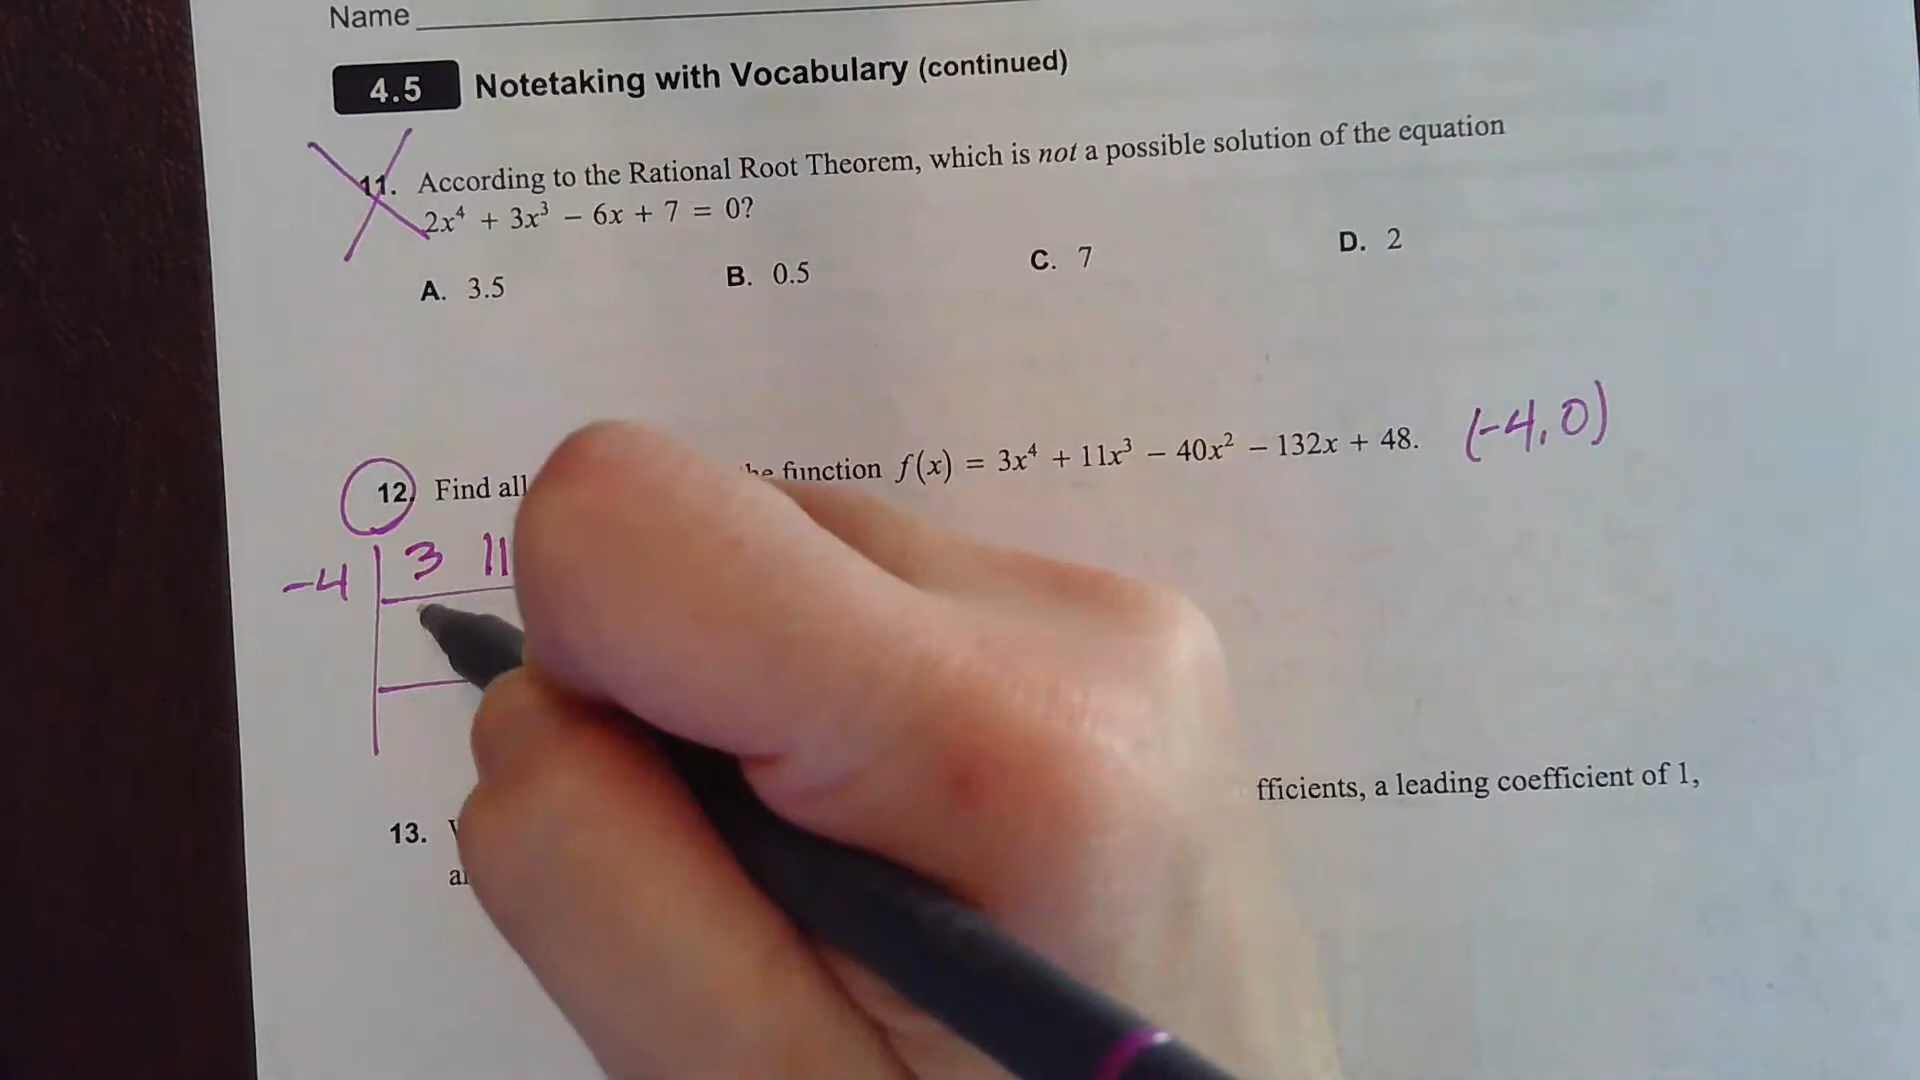 Name
4.5 Notetaking with Vocabulary (continued)
11. According to the Rational Root Theorem, which is not a possible solution of the equation
2x⁴ + 3x³ − 6x + 7 = 0?
A. 3.5 B. 0.5 C. 7 D. 2
12. Find all function f(x) = 3x⁴ + 11x³ − 40x² − 132x + 48. (-4,0)
-4 3 11
13. fficients, a leading coefficient of 1,